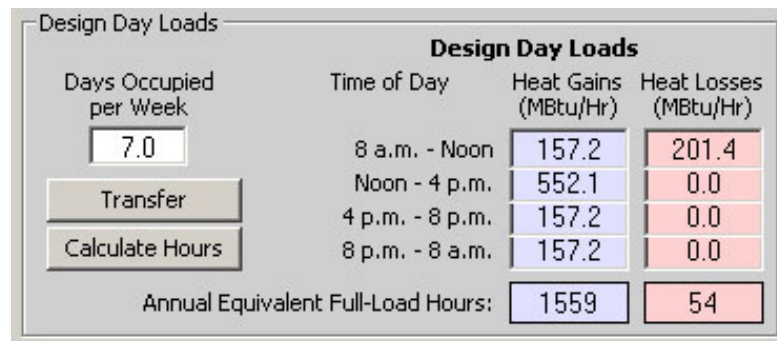 Design Day Loads
Design Day Loads
Days Occupied
per Week
Time of Day
Heat Gains
(MBtu/Hr)
Heat Losses
(MBtu/Hr)
7.0
8 a.m. - Noon 157.2 201.4
Noon - 4 p.m. 552.1 0.0
Transfer
4 p.m. - 8 p.m. 157.2 0.0
Calculate Hours
8 p.m. - 8 a.m. 157.2 0.0
Annual Equivalent Full-Load Hours: 1559 54